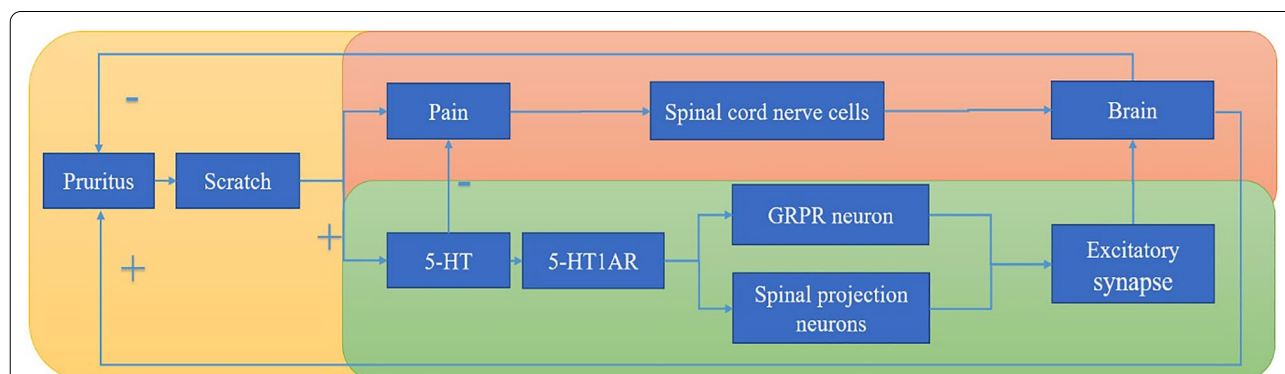 -
Pain
Spinal cord nerve cells
Brain
Pruritus
Scratch
-
+
GRPR neuron
5-HT
5-HT1AR
Excitatory
synapse
+
Spinal projection
neurons